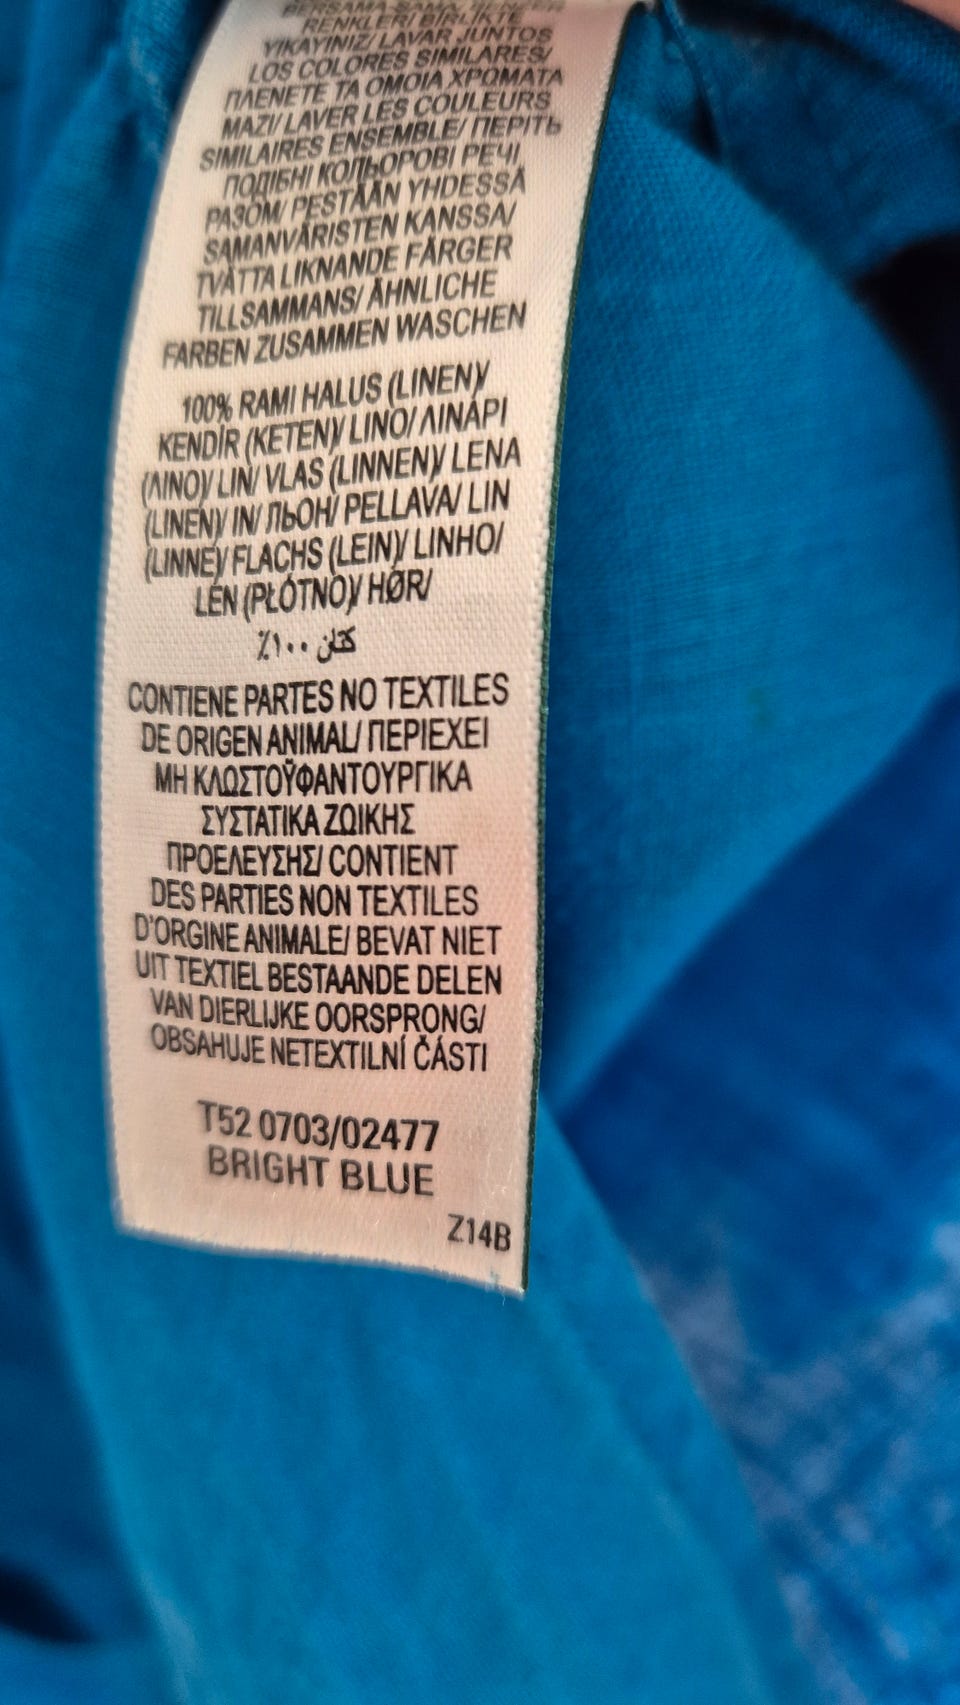 RENKLER/ BİRLİKTE
YIKAYINIZ/ LAVAR JUNTOS
LOS COLORES SIMILARES/
ΠΛΕΝΕΤΕ ΤΑ ΟΜΟΙΑ ΧΡΩΜΑΤΑ
ΜΑΖΙ/ LAVER LES COULEURS
SIMILAIRES ENSEMBLE/ ПЕРІТЬ
ПОДІБНІ КОЛЬОРОВІ РЕЧІ
РАЗОМ/ PESTÄÄN YHDESSÄ
SAMANVÄRISTEN KANSSA/
TVÄTTA LIKNANDE FÄRGER
TILLSAMMANS/ ÄHNLICHE
FARBEN ZUSAMMEN WASCHEN
100% RAMI HALUS (LINEN)/
KENDİR (KETEN)/ LINO/ ΛΙΝΑΡΙ
(ΛΙΝΟ)/ LIN/ VLAS (LINNEN)/ LENA
(LINEN)/ IN/ ЛЬОН/ PELLAVA/ LIN
(LINNE)/ FLACHS (LEIN)/ LINHO/
LEN (PŁÓTNO)/ HØR/
كتان ١٠٠٪
CONTIENE PARTES NO TEXTILES
DE ORIGEN ANIMAL/ ΠΕΡΙΕΧΕΙ
ΜΗ ΚΛΩΣΤΟΫΦΑΝΤΟΥΡΓΙΚΑ
ΣΥΣΤΑΤΙΚΑ ΖΩΙΚΗΣ
ΠΡΟΕΛΕΥΣΗΣ/ CONTIENT
DES PARTIES NON TEXTILES
D'ORGINE ANIMALE/ BEVAT NIET
UIT TEXTIEL BESTAANDE DELEN
VAN DIERLIJKE OORSPRONG/
OBSAHUJE NETEXTILNÍ ČÁSTI
T52 0703/02477
BRIGHT BLUE
Z14B